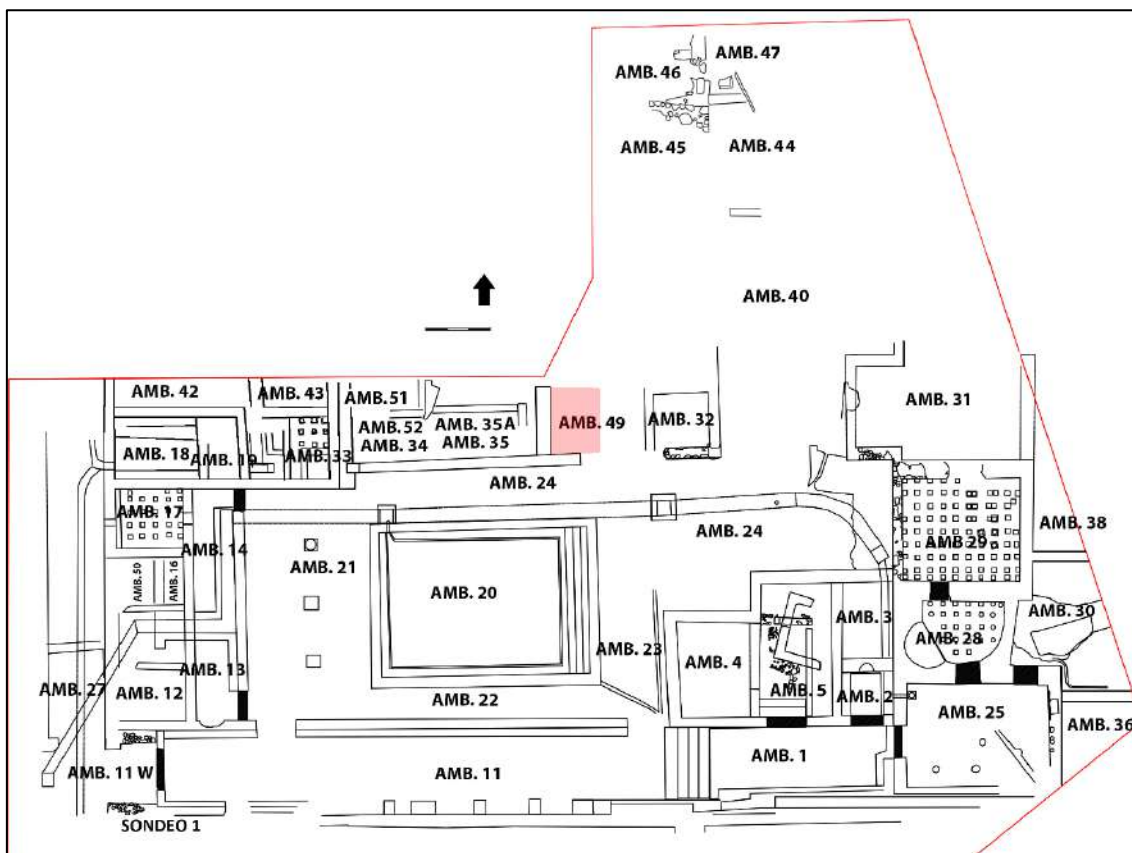 AMB. 47
AMB. 46
AMB. 45
AMB. 44
AMB. 40
AMB. 42
AMB. 43
AMB. 51
AMB. 52
AMB. 34
AMB. 35A
AMB. 35
AMB. 49
AMB. 32
AMB. 31
AMB. 18
AMB. 19
AMB. 33
AMB. 24
AMB. 17
AMB. 14
AMB. 21
AMB. 24
AMB. 29
AMB. 38
AMB. 50
AMB. 16
AMB. 20
AMB. 3
AMB. 30
AMB. 28
AMB. 13
AMB. 23
AMB. 4
AMB. 5
AMB. 2
AMB. 27
AMB. 12
AMB. 22
AMB. 25
AMB. 36
AMB. 1
AMB. 11 W
AMB. 11
SONDEO 1